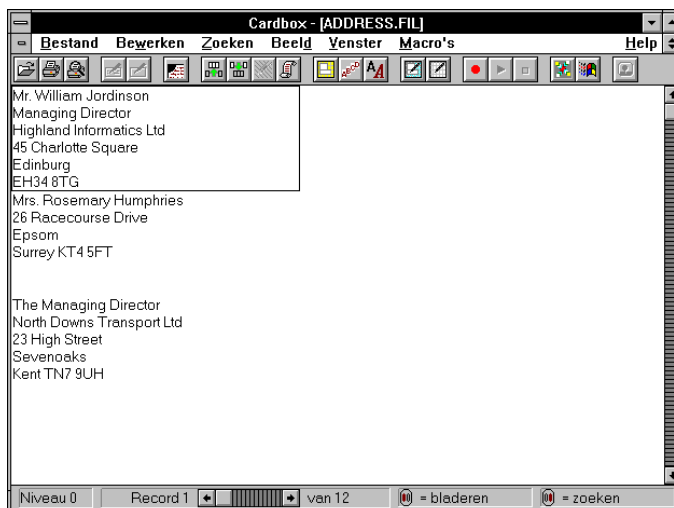 Cardbox - [ADDRESS.FIL]
Bestand Bewerken Zoeken Beeld Venster Macro's Help
Mr. William Jordinson
Managing Director
Highland Informatics Ltd
45 Charlotte Square
Edinburg
EH34 8TG
Mrs. Rosemary Humphries
26 Racecourse Drive
Epsom
Surrey KT4 5FT
The Managing Director
North Downs Transport Ltd
23 High Street
Sevenoaks
Kent TN7 9UH
Niveau 0 Record 1 van 12 = bladeren = zoeken